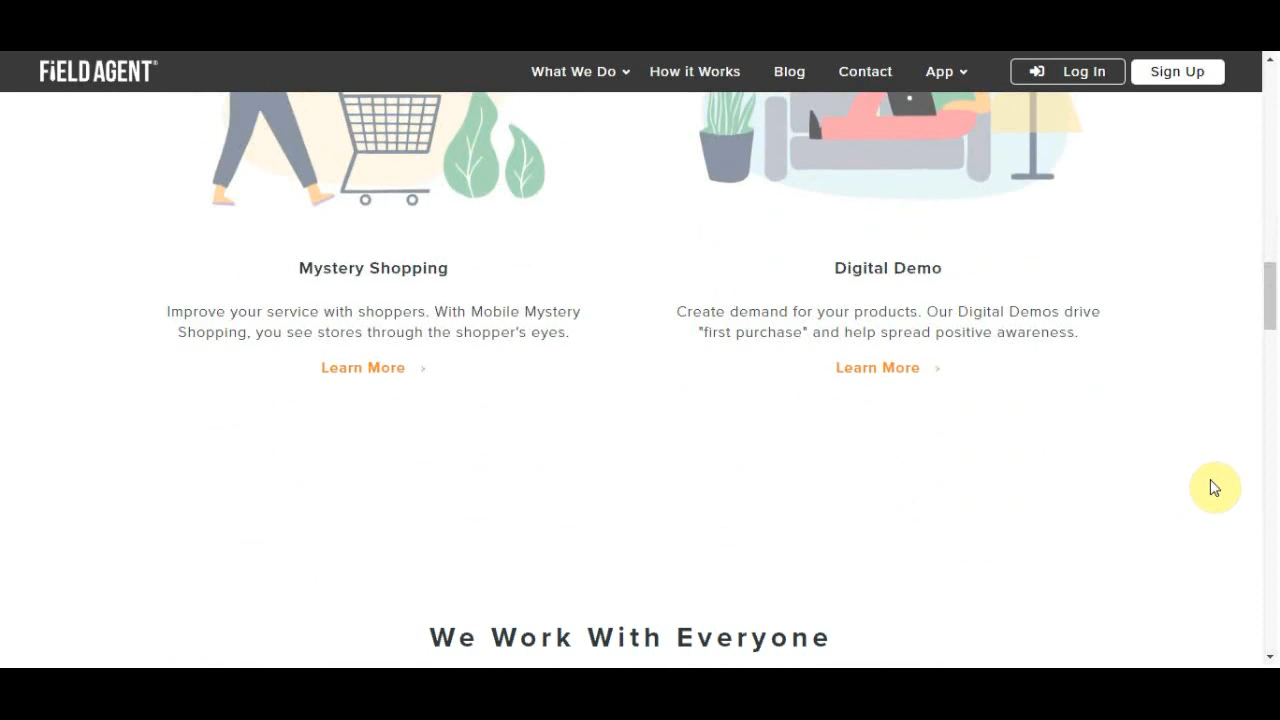 FiELD AGENT®
What We Do
How it Works
Blog
Contact
App
Log In
Sign Up
Mystery Shopping
Improve your service with shoppers. With Mobile Mystery
Shopping, you see stores through the shopper's eyes.
Learn More
Digital Demo
Create demand for your products. Our Digital Demos drive
"first purchase" and help spread positive awareness.
Learn More
We Work With Everyone